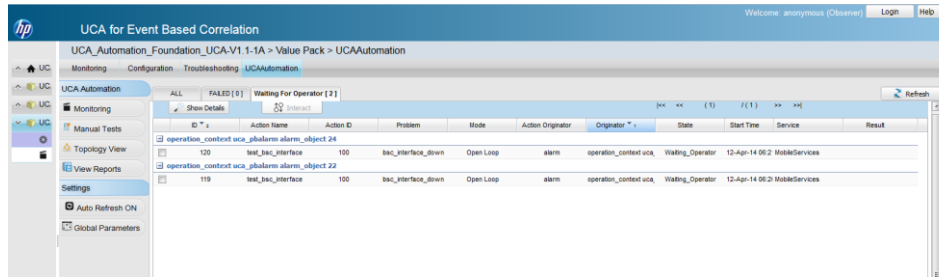 Welcome: anonymous (Observer) Login Help
hp UCA for Event Based Correlation
UCA_Automation_Foundation_UCA-V1.1-1A > Value Pack > UCAAutomation
UC Monitoring Configuration Troubleshooting UCAAutomation
UC UCA Automation ALL FAILED [ 0 ] Waiting For Operator [ 2 ] Refresh
UC Monitoring Show Details Interact |<< << (1) / (1) >> >>|
UC Manual Tests ID Action Name Action ID Problem Mode Action Originator Originator State Start Time Service Result
operation_context uca_pbalarm alarm_object 24
Topology View 120 test_bsc_interface 100 bsc_interface_down Open Loop alarm operation_context uca_ Waiting_Operator 12-Apr-14 06:2 MobileServices
View Reports operation_context uca_pbalarm alarm_object 22
Settings 119 test_bsc_interface 100 bsc_interface_down Open Loop alarm operation_context uca_ Waiting_Operator 12-Apr-14 06:2 MobileServices
Auto Refresh ON
Global Parameters